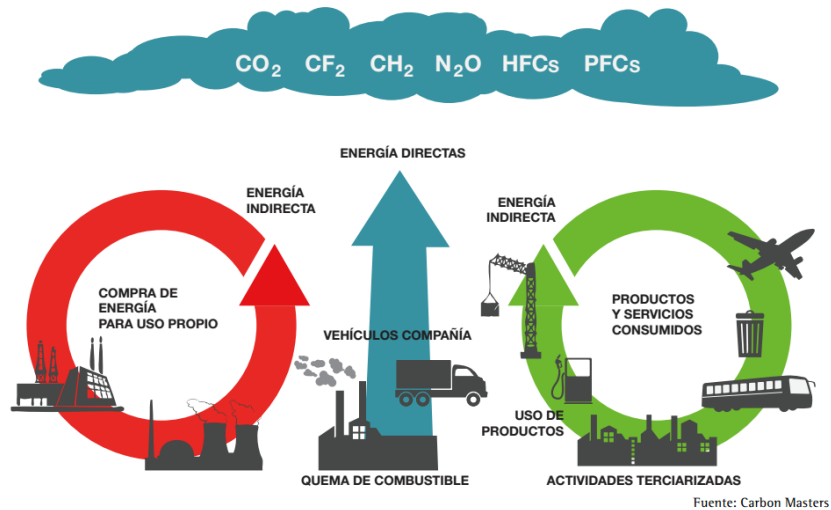 CO₂ CF₂ CH₂ N₂O HFCs PFCs
ENERGÍA DIRECTAS
ENERGÍA
INDIRECTA
COMPRA DE
ENERGÍA
PARA USO PROPIO
VEHÍCULOS COMPAÑÍA
QUEMA DE COMBUSTIBLE
ENERGÍA
INDIRECTA
PRODUCTOS
Y SERVICIOS
CONSUMIDOS
USO DE
PRODUCTOS
ACTIVIDADES TERCIARIZADAS
Fuente: Carbon Masters